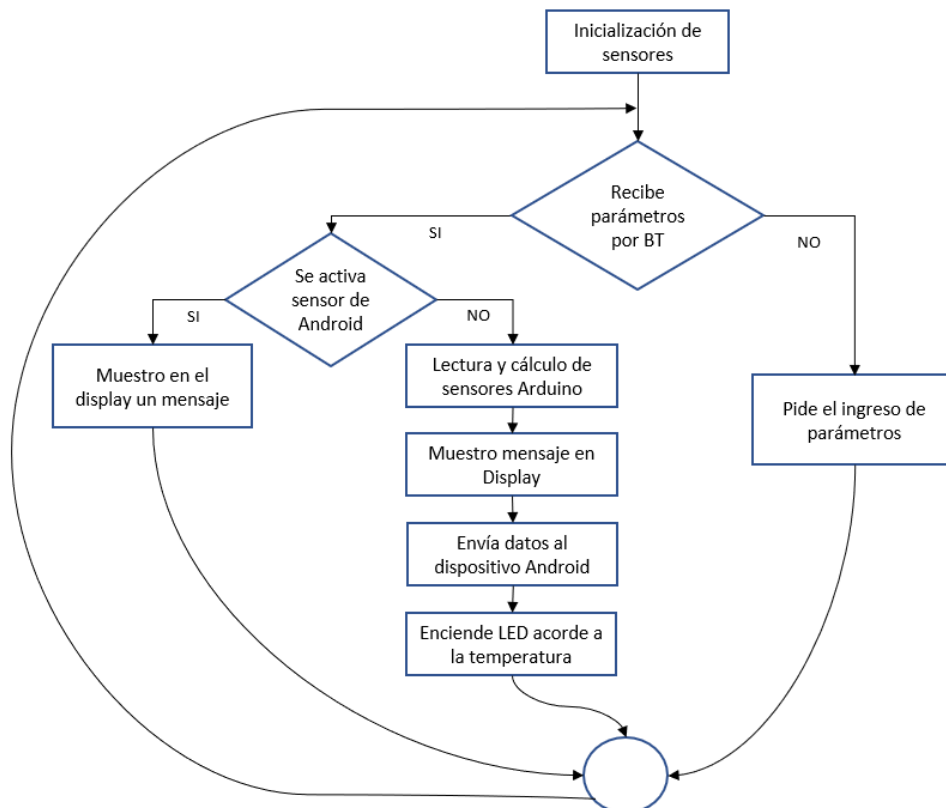 Inicialización de
sensores
Recibe
parámetros
por BT
SI
NO
Se activa
sensor de
Android
SI
NO
Muestro en el
display un mensaje
Lectura y cálculo de
sensores Arduino
Pide el ingreso de
parámetros
Muestro mensaje en
Display
Envía datos al
dispositivo Android
Enciende LED acorde a
la temperatura